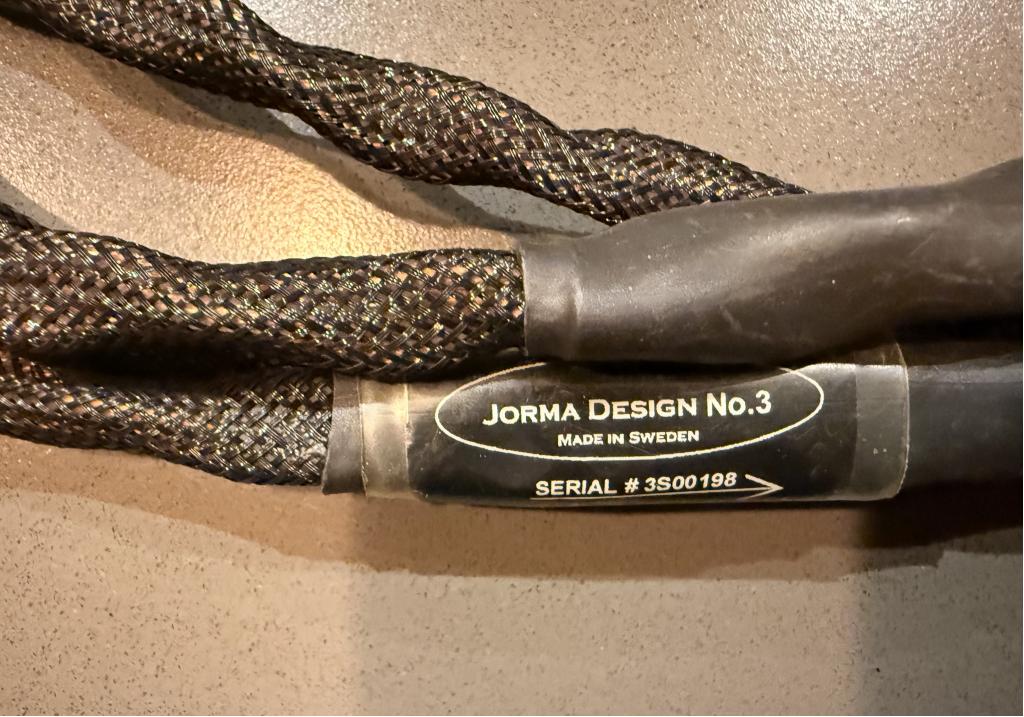 JORMA DESIGN NO.3
MADE IN SWEDEN
SERIAL # 3S00198